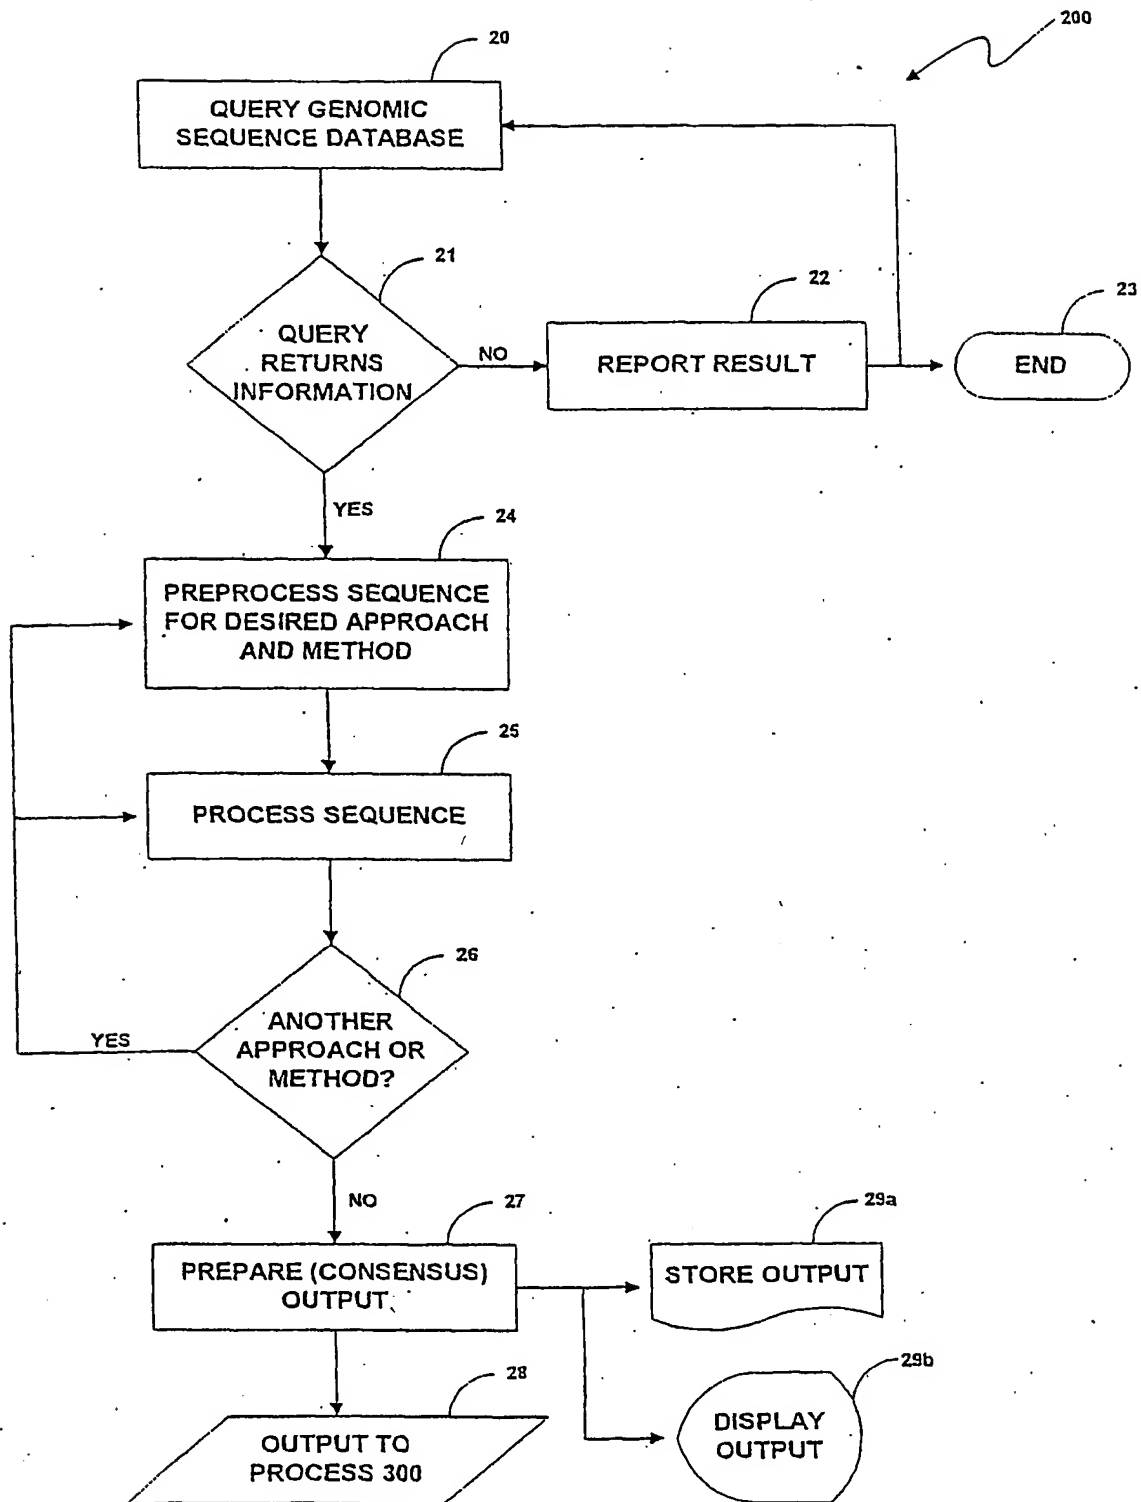 200
20
QUERY GENOMIC
SEQUENCE DATABASE
21
QUERY
RETURNS
INFORMATION
NO
22
REPORT RESULT
23
END
YES
24
PREPROCESS SEQUENCE
FOR DESIRED APPROACH
AND METHOD
25
PROCESS SEQUENCE
26
ANOTHER
APPROACH OR
METHOD?
YES
NO
27
PREPARE (CONSENSUS)
OUTPUT
29a
STORE OUTPUT
28
OUTPUT TO
PROCESS 300
29b
DISPLAY
OUTPUT